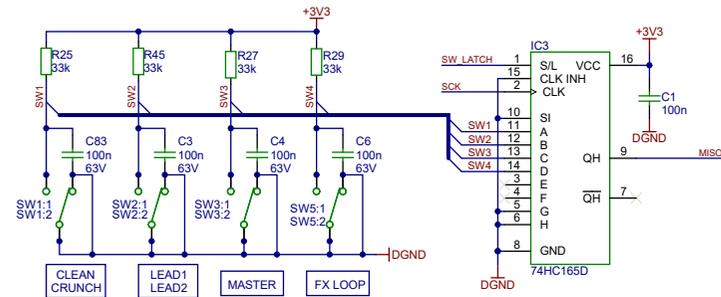 +3V3
R25
33k
R45
33k
R27
33k
R29
33k
SW1
SW2
SW3
SW4
C83
100n
63V
C3
100n
63V
C4
100n
63V
C6
100n
63V
SW1:1
SW1:2
SW2:1
SW2:2
SW3:1
SW3:2
SW5:1
SW5:2
DGND
CLEAN
CRUNCH
LEAD1
LEAD2
MASTER
FX LOOP
IC3
SW_LATCH
SCK
SW1
SW2
SW3
SW4
1 S/L
15 CLK INH
2 CLK
10 SI
11 A
12 B
13 C
14 D
3 E
4 F
5 G
6 H
8 GND
VCC 16
QH 9
QH 7
74HC165D
DGND
+3V3
C1
100n
DGND
MISO